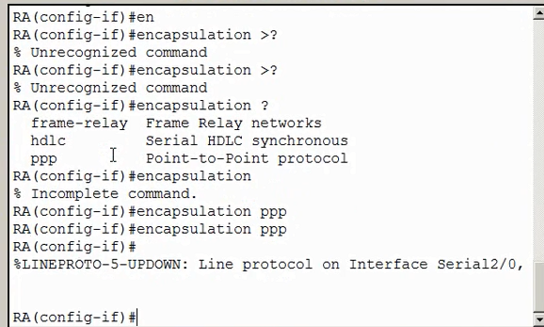 RA(config-if)#en
RA(config-if)#encapsulation >?
% Unrecognized command
RA(config-if)#encapsulation >?
% Unrecognized command
RA(config-if)#encapsulation ?
  frame-relay  Frame Relay networks
  hdlc         Serial HDLC synchronous
  ppp          Point-to-Point protocol
RA(config-if)#encapsulation
% Incomplete command.
RA(config-if)#encapsulation ppp
RA(config-if)#encapsulation ppp
RA(config-if)#
%LINEPROTO-5-UPDOWN: Line protocol on Interface Serial2/0,
RA(config-if)#